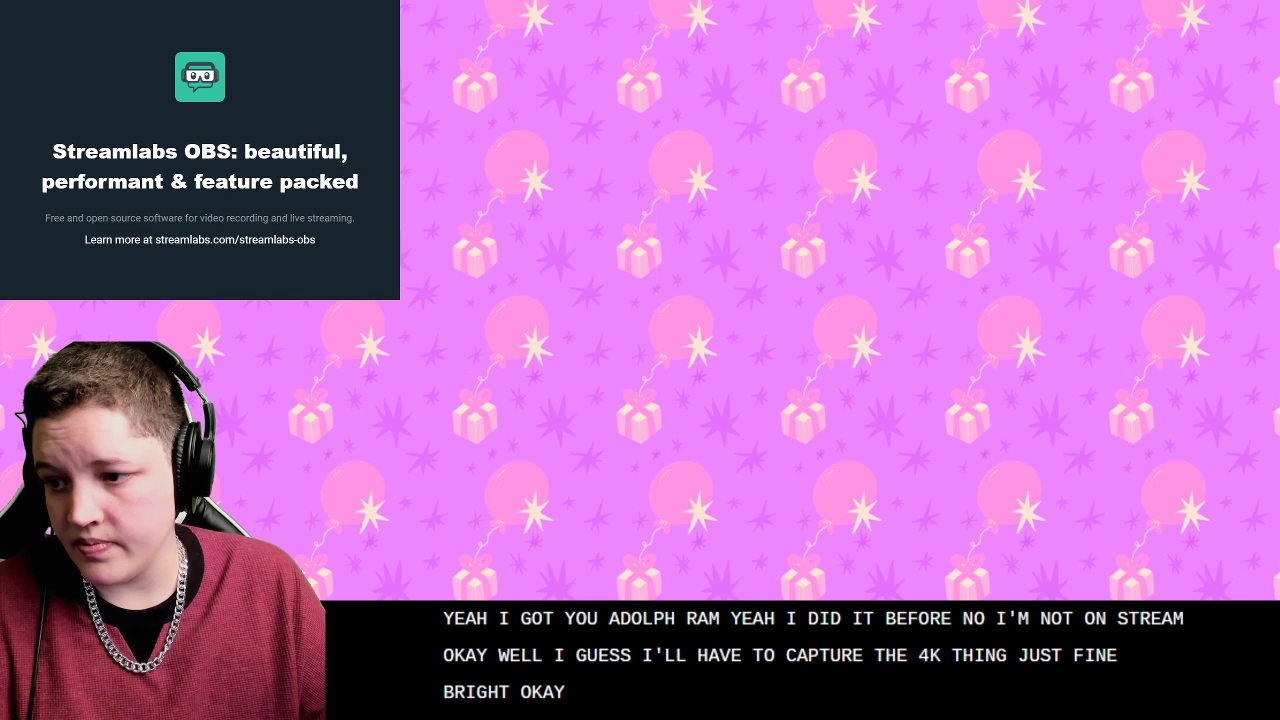 Streamlabs OBS: beautiful,
performant & feature packed
Free and open source software for video recording and live streaming.
Learn more at streamlabs.com/streamlabs-obs
YEAH I GOT YOU ADOLPH RAM YEAH I DID IT BEFORE NO I'M NOT ON STREAM
OKAY WELL I GUESS I'LL HAVE TO CAPTURE THE 4K THING JUST FINE
BRIGHT OKAY